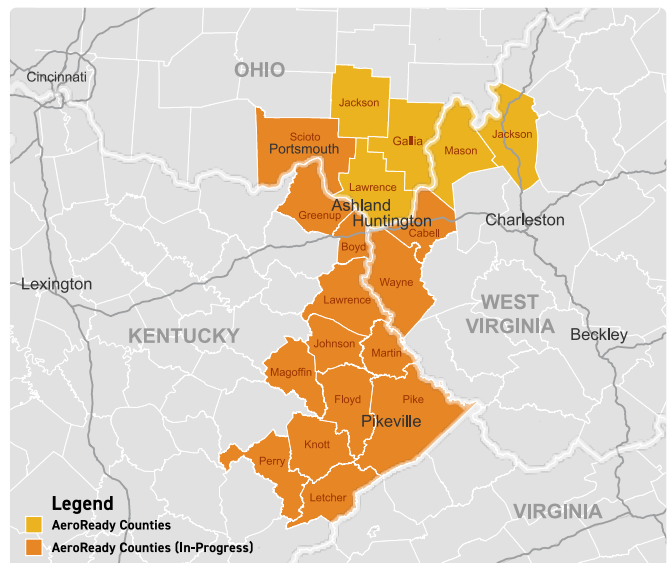 OHIO
Cincinnati
Jackson
Jackson
Gallia
Scioto
Portsmouth
Mason
Lawrence
Ashland
Greenup
Huntington
Charleston
Cabell
Boyd
Lexington
Wayne
Lawrence
WEST
VIRGINIA
KENTUCKY
Beckley
Johnson
Martin
Magoffin
Floyd
Pike
Pikeville
Knott
Perry
Letcher
VIRGINIA
Legend
AeroReady Counties
AeroReady Counties (In-Progress)